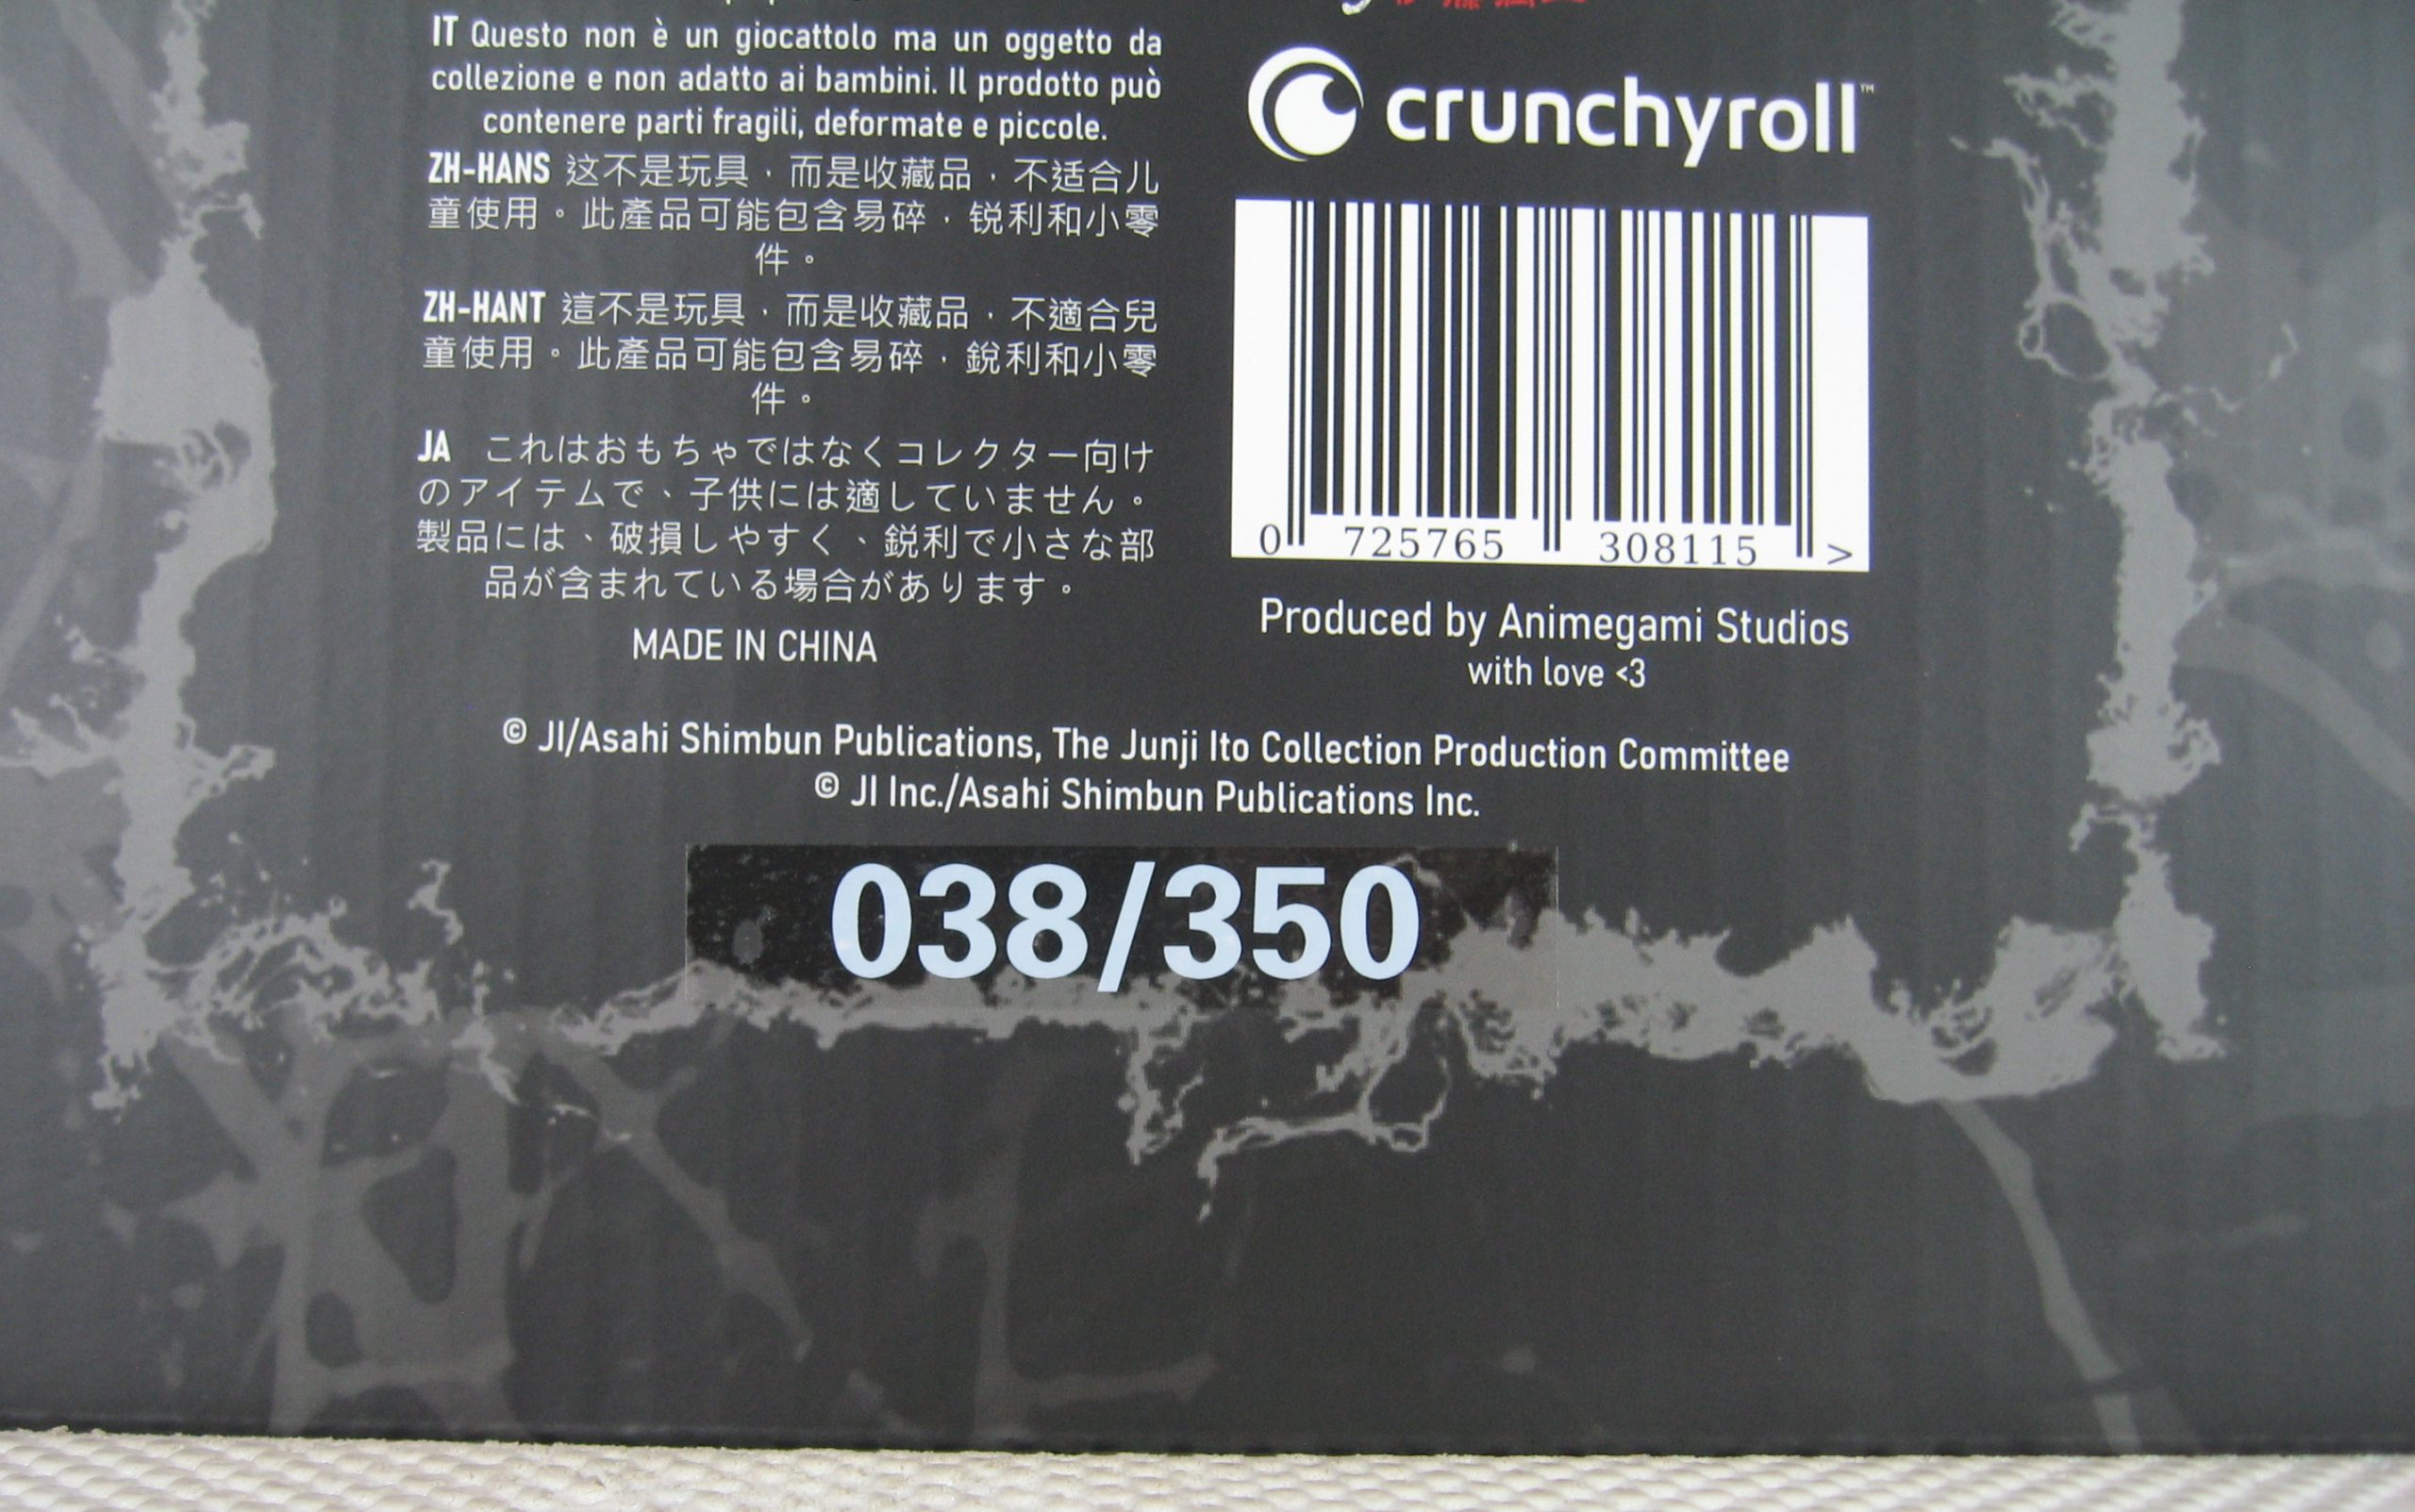 IT Questo non è un giocattolo ma un oggetto da
collezione e non adatto ai bambini. Il prodotto può
contenere parti fragili, deformate e piccole.
ZH-HANS 这不是玩具，而是收藏品，不适合儿
童使用。此產品可能包含易碎，锐利和小零
件。
ZH-HANT 這不是玩具，而是收藏品，不適合兒
童使用。此產品可能包含易碎，銳利和小零
件。
JA これはおもちゃではなくコレクター向け
のアイテムで、子供には適していません。
製品には、破損しやすく、鋭利で小さな部
品が含まれている場合があります。
MADE IN CHINA
crunchyroll™
0 725765 308115 >
Produced by Animegami Studios
with love <3
© JI/Asahi Shimbun Publications, The Junji Ito Collection Production Committee
© JI Inc./Asahi Shimbun Publications Inc.
038/350